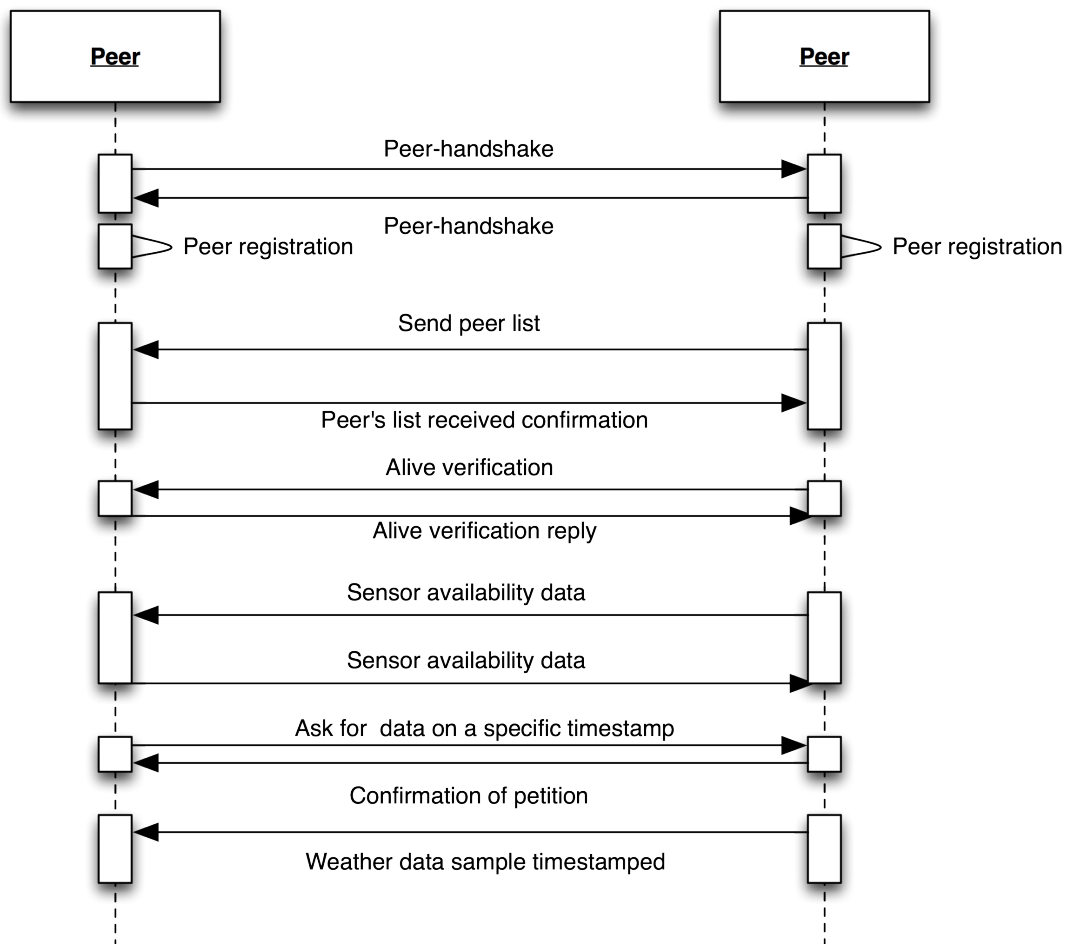 Peer
Peer
Peer-handshake
Peer-handshake
Peer registration
Peer registration
Send peer list
Peer's list received confirmation
Alive verification
Alive verification reply
Sensor availability data
Sensor availability data
Ask for  data on a specific timestamp
Confirmation of petition
Weather data sample timestamped